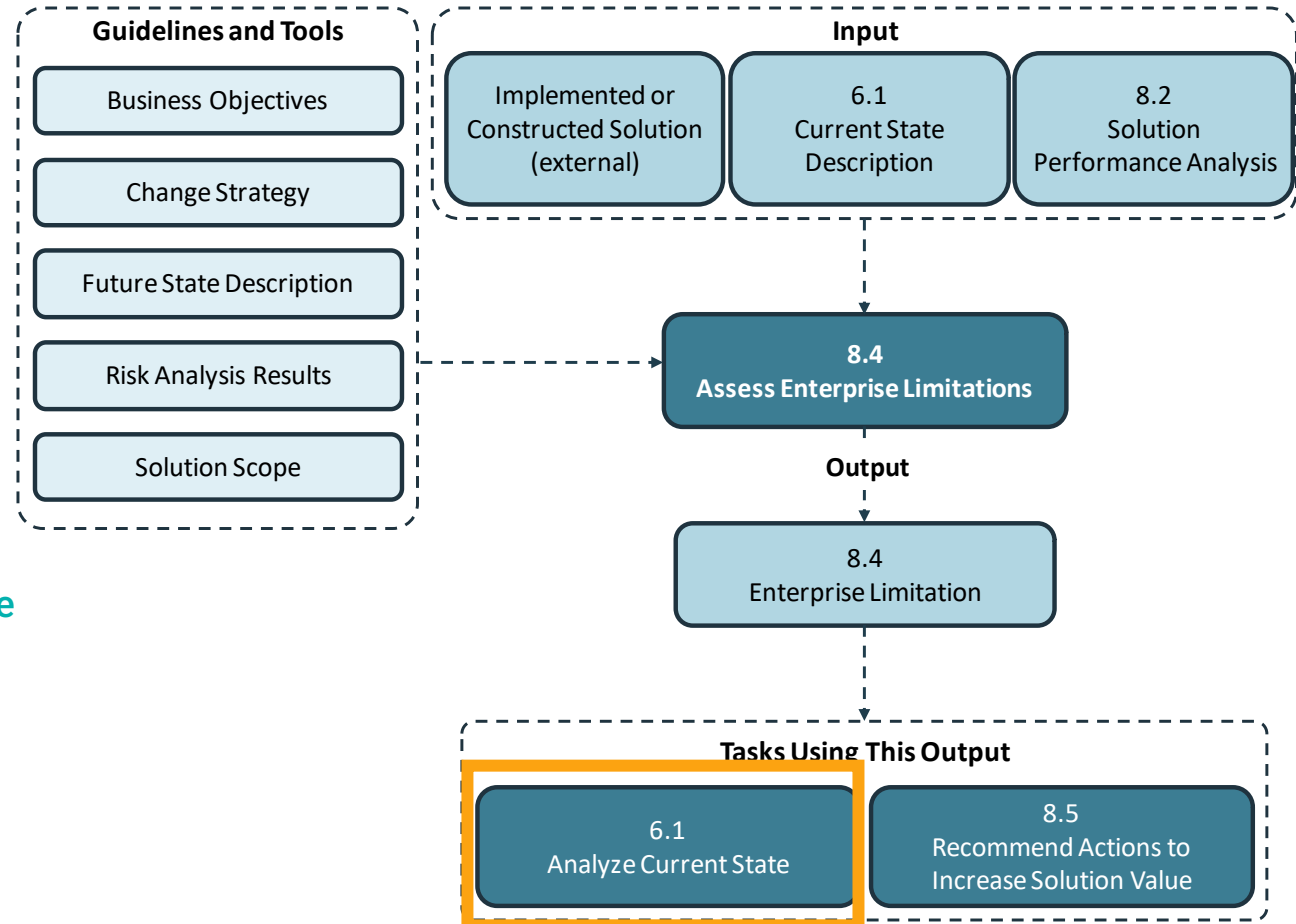 Guidelines and Tools
Business Objectives
Change Strategy
Future State Description
Risk Analysis Results
Solution Scope
Input
Implemented or
Constructed Solution
(external)
6.1
Current State
Description
8.2
Solution
Performance Analysis
8.4
Assess Enterprise Limitations
Output
8.4
Enterprise Limitation
e
Tasks Using This Output
6.1
Analyze Current State
8.5
Recommend Actions to
Increase Solution Value